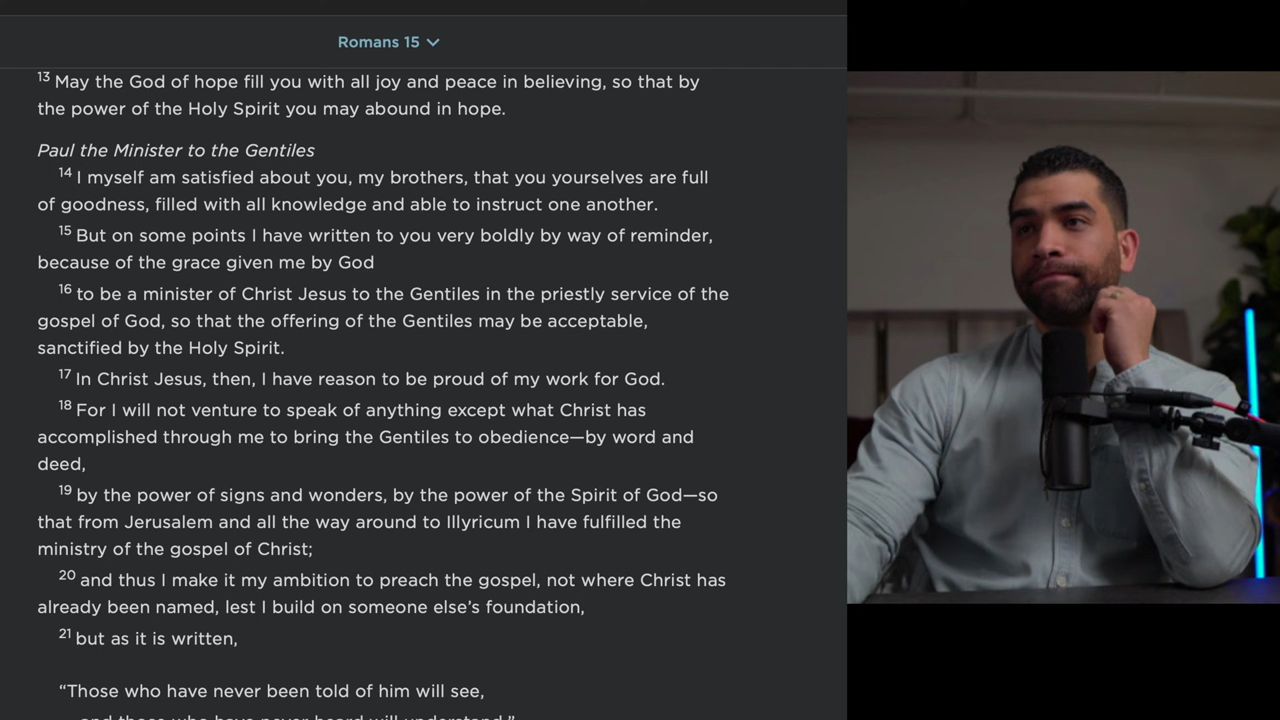 Romans 15
13 May the God of hope fill you with all joy and peace in believing, so that by
the power of the Holy Spirit you may abound in hope.
Paul the Minister to the Gentiles
14 I myself am satisfied about you, my brothers, that you yourselves are full
of goodness, filled with all knowledge and able to instruct one another.
15 But on some points I have written to you very boldly by way of reminder,
because of the grace given me by God
16 to be a minister of Christ Jesus to the Gentiles in the priestly service of the
gospel of God, so that the offering of the Gentiles may be acceptable,
sanctified by the Holy Spirit.
17 In Christ Jesus, then, I have reason to be proud of my work for God.
18 For I will not venture to speak of anything except what Christ has
accomplished through me to bring the Gentiles to obedience—by word and
deed,
19 by the power of signs and wonders, by the power of the Spirit of God—so
that from Jerusalem and all the way around to Illyricum I have fulfilled the
ministry of the gospel of Christ;
20 and thus I make it my ambition to preach the gospel, not where Christ has
already been named, lest I build on someone else’s foundation,
21 but as it is written,
“Those who have never been told of him will see,
and those who have never heard will understand.”